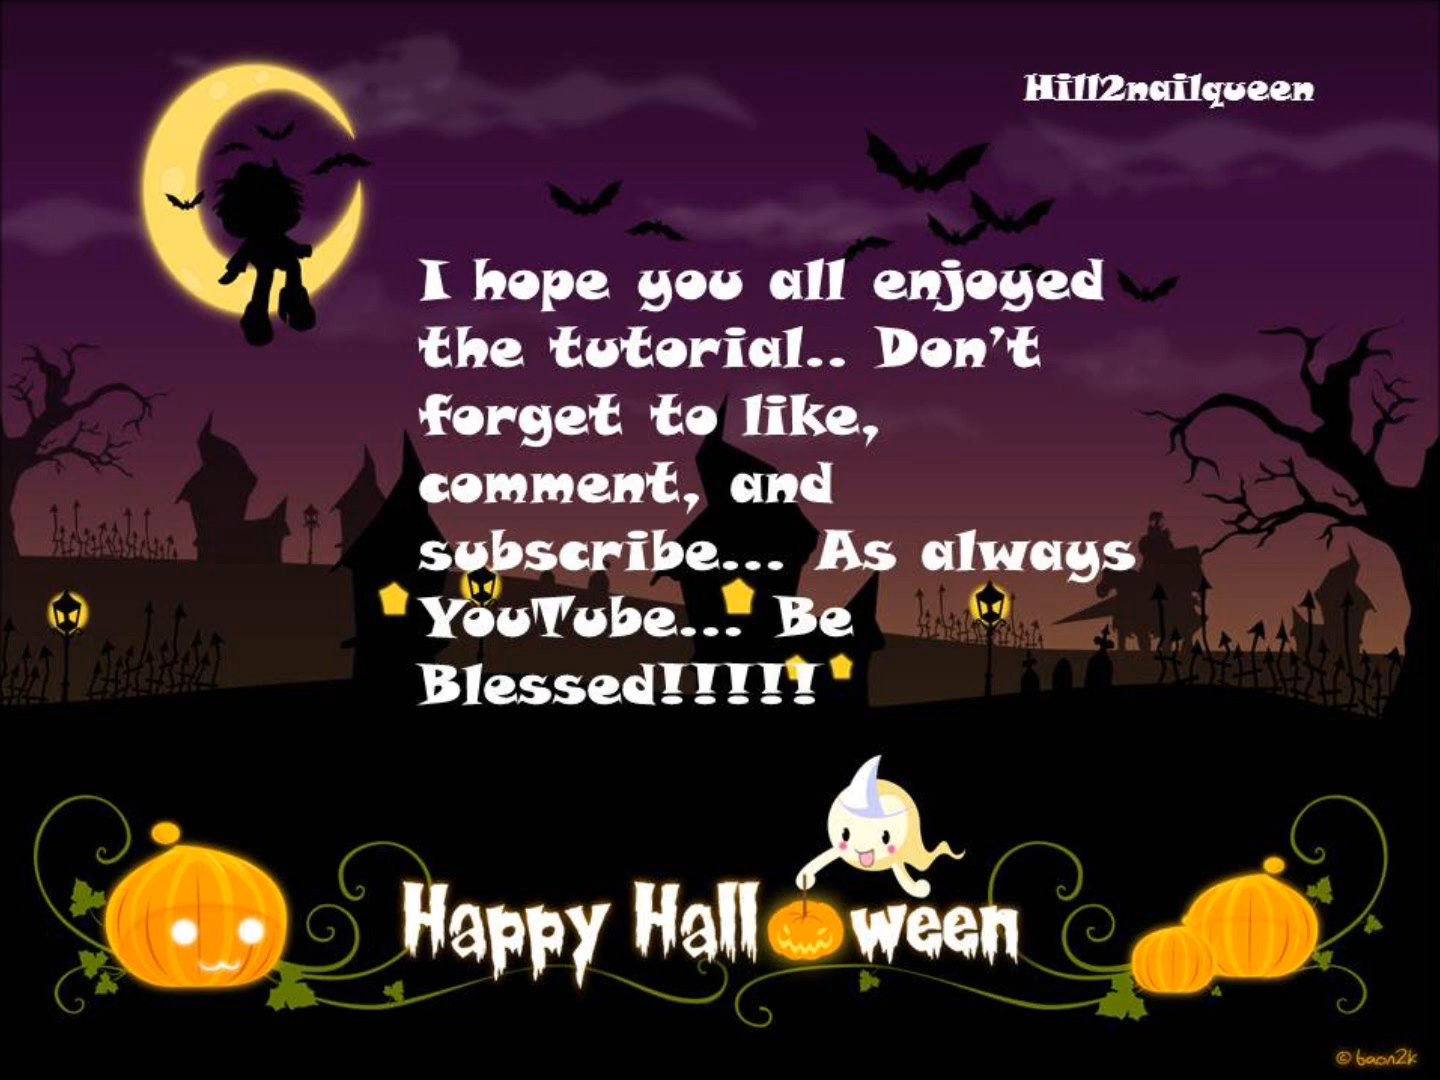 Hill2nailqueen
I hope you all enjoyed
the tutorial.. Don't
forget to like,
comment, and
subscribe... As always
YouTube... Be
Blessed!!!!!
Happy Halloween
© baon2k